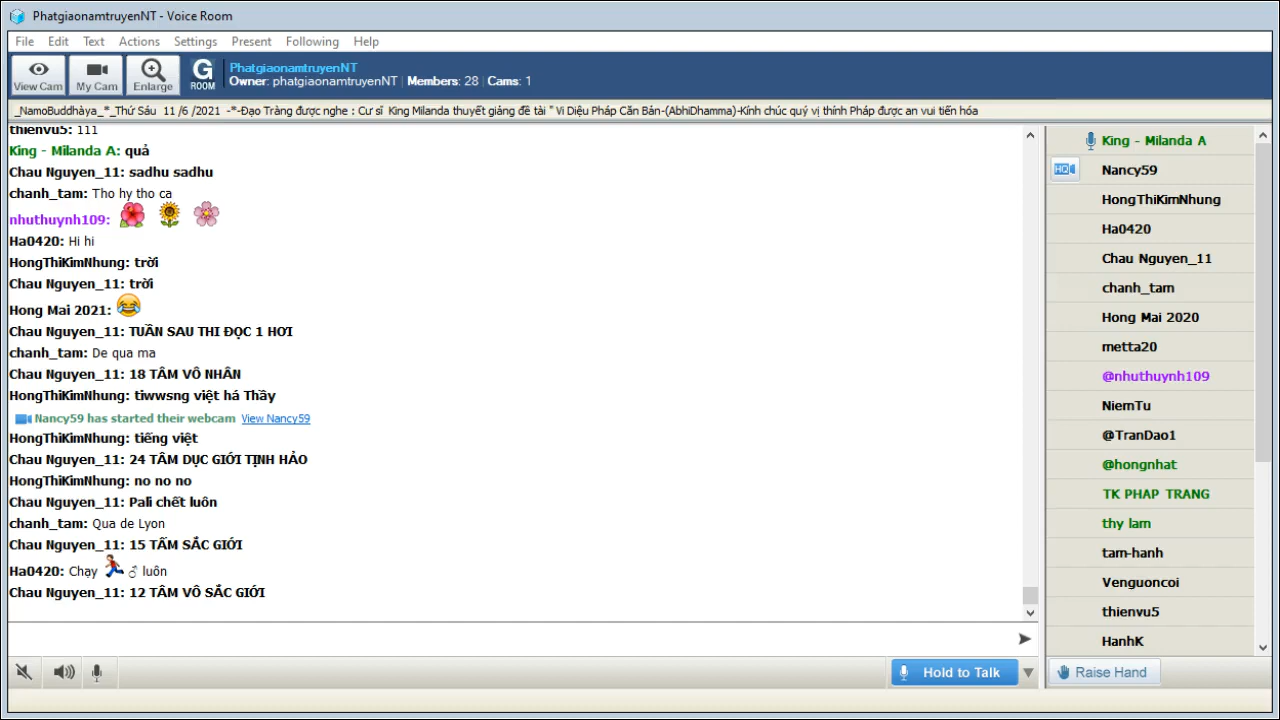 PhatgiaonamtruyenNT - Voice Room
File Edit Text Actions Settings Present Following Help
View Cam My Cam Enlarge G ROOM
PhatgiaonamtruyenNT
Owner: phatgiaonamtruyenNT Members: 28 Cams: 1
_NamoBuddhàya_*_Thứ Sáu 11 /6 /2021 -*-Đạo Tràng được nghe : Cư sĩ King Milanda thuyết giảng đề tài " Vi Diệu Pháp Căn Bản-(AbhiDhamma)-Kính chúc quý vị thính Pháp được an vui tiến hóa
thienvu5: 111
King - Milanda A: quả
Chau Nguyen_11: sadhu sadhu
chanh_tam: Tho hy tho ca
nhuthuynh109:
Ha0420: Hi hi
HongThiKimNhung: trời
Chau Nguyen_11: trời
Hong Mai 2021:
Chau Nguyen_11: TUẦN SAU THI ĐỌC 1 HƠI
chanh_tam: De qua ma
Chau Nguyen_11: 18 TÂM VÔ NHÂN
HongThiKimNhung: tiwwsng việt há Thầy
Nancy59 has started their webcam View Nancy59
HongThiKimNhung: tiếng việt
Chau Nguyen_11: 24 TÂM DỤC GIỚI TỊNH HẢO
HongThiKimNhung: no no no
Chau Nguyen_11: Pali chết luôn
chanh_tam: Qua de Lyon
Chau Nguyen_11: 15 TẤM SẮC GIỚI
Ha0420: Chạy ♂ luôn
Chau Nguyen_11: 12 TÂM VÔ SẮC GIỚI
Hold to Talk
King - Milanda A
HQ Nancy59
HongThiKimNhung
Ha0420
Chau Nguyen_11
chanh_tam
Hong Mai 2020
metta20
@nhuthuynh109
NiemTu
@TranDao1
@hongnhat
TK PHAP TRANG
thy lam
tam-hanh
Venguoncoi
thienvu5
HanhK
Raise Hand